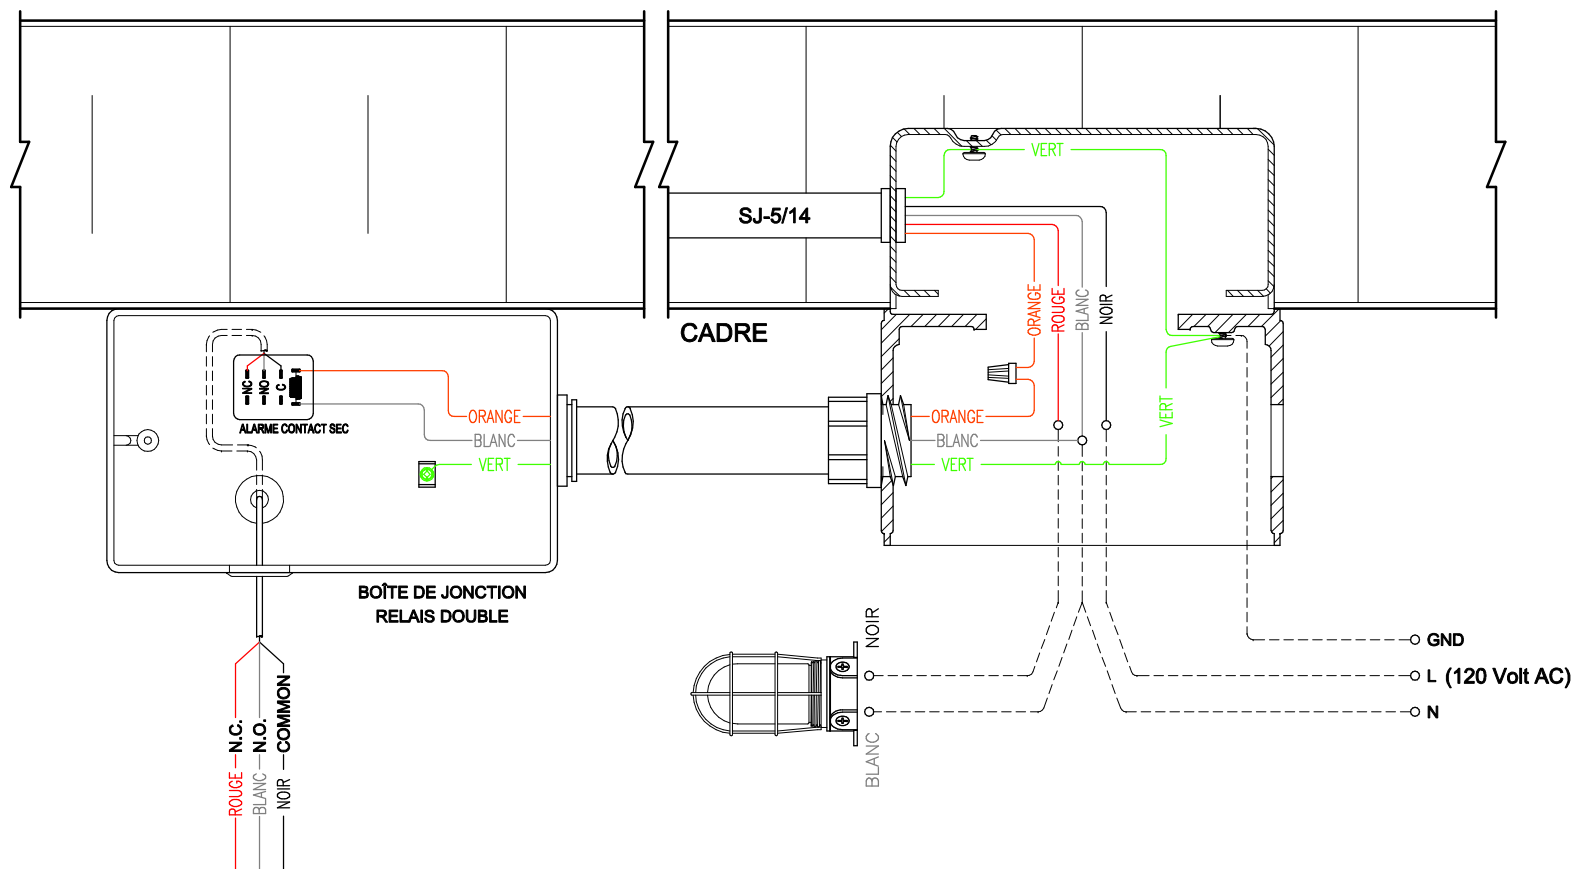 VERT
SJ-5/14
ORANGE
ROUGE
BLANC
NOIR
CADRE
NC
NO
C
ALARME CONTACT SEC
ORANGE
BLANC
VERT
ORANGE
BLANC
VERT
VERT
BOÎTE DE JONCTION
RELAIS DOUBLE
NOIR
BLANC
GND
L (120 Volt AC)
N
ROUGE N.C.
BLANC N.O.
NOIR COMMON